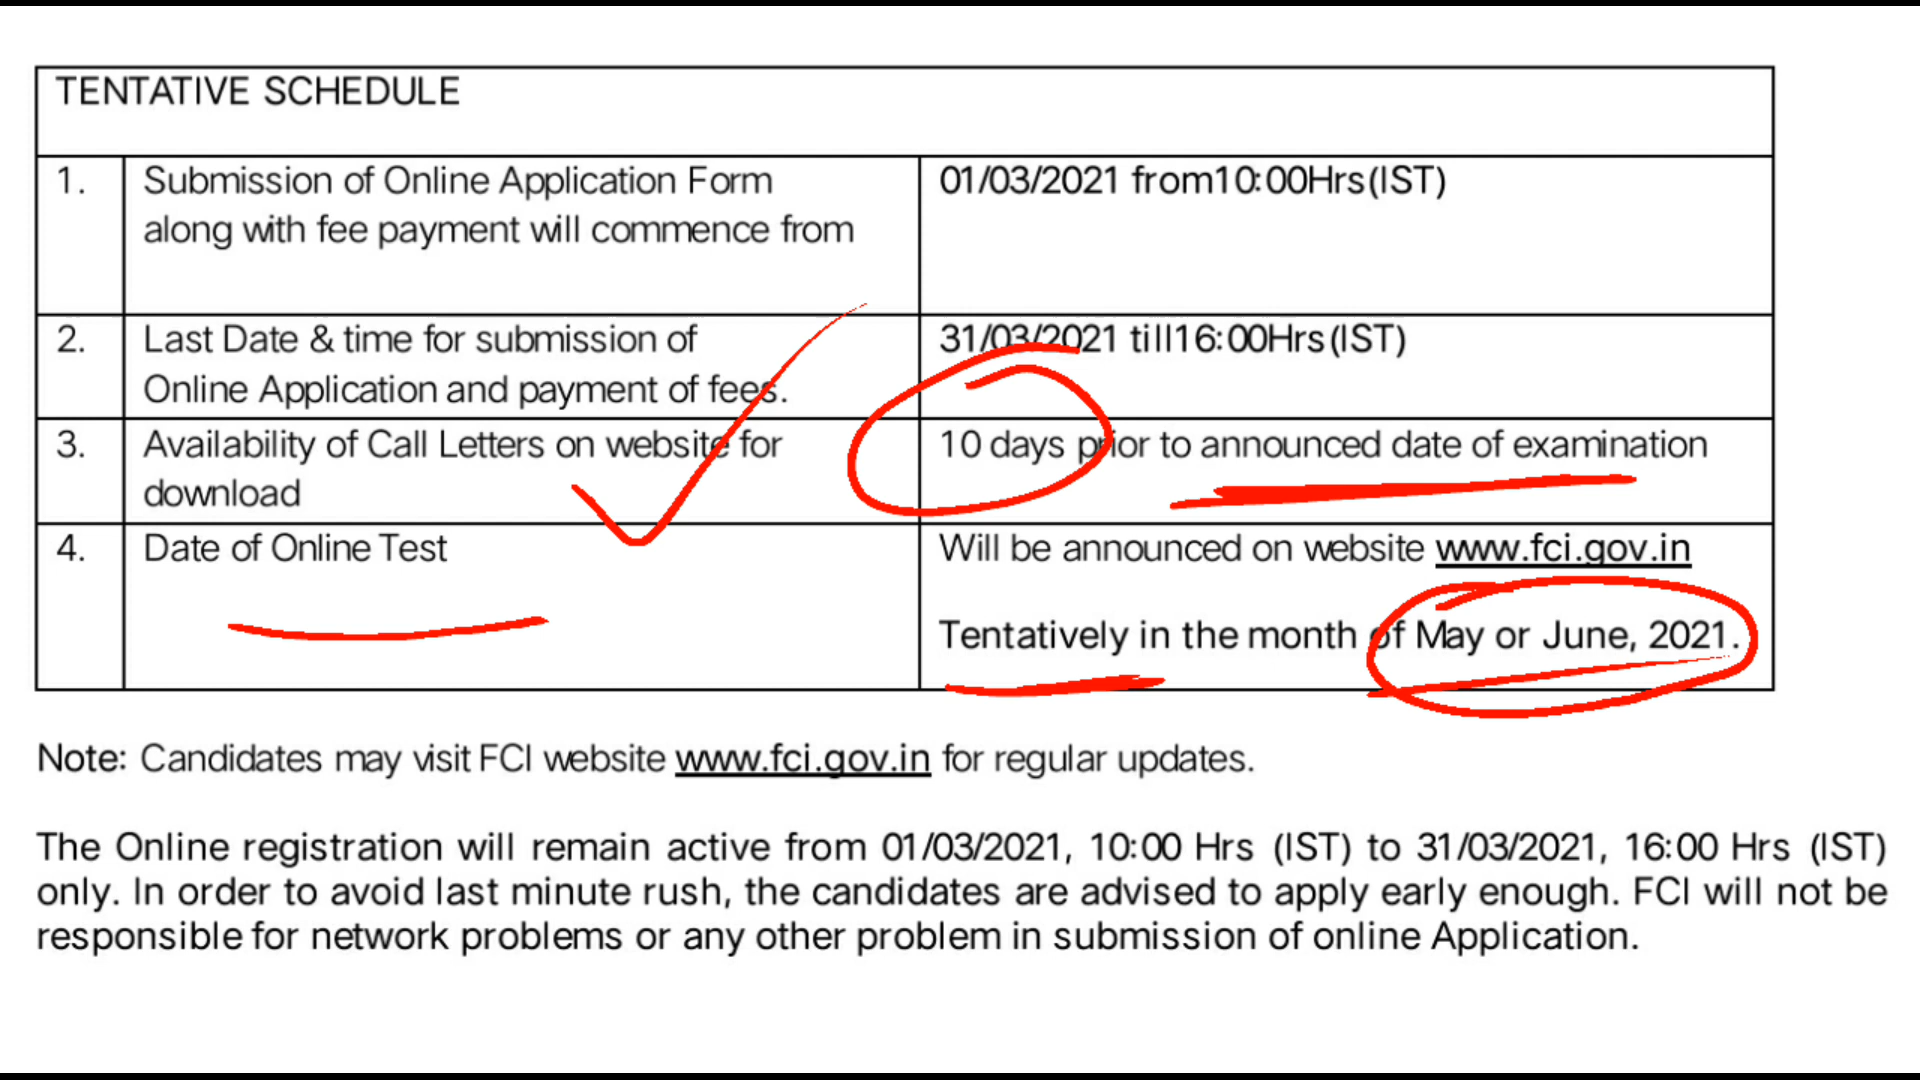 TENTATIVE SCHEDULE
1. Submission of Online Application Form 01/03/2021 from10:00Hrs(IST)
along with fee payment will commence from
2. Last Date & time for submission of 31/03/2021 till16:00Hrs(IST)
Online Application and payment of fees.
3. Availability of Call Letters on website for 10 days prior to announced date of examination
download
4. Date of Online Test Will be announced on website www.fci.gov.in
Tentatively in the month of May or June, 2021.
Note: Candidates may visit FCI website www.fci.gov.in for regular updates.
The Online registration will remain active from 01/03/2021, 10:00 Hrs (IST) to 31/03/2021, 16:00 Hrs (IST)
only. In order to avoid last minute rush, the candidates are advised to apply early enough. FCI will not be
responsible for network problems or any other problem in submission of online Application.